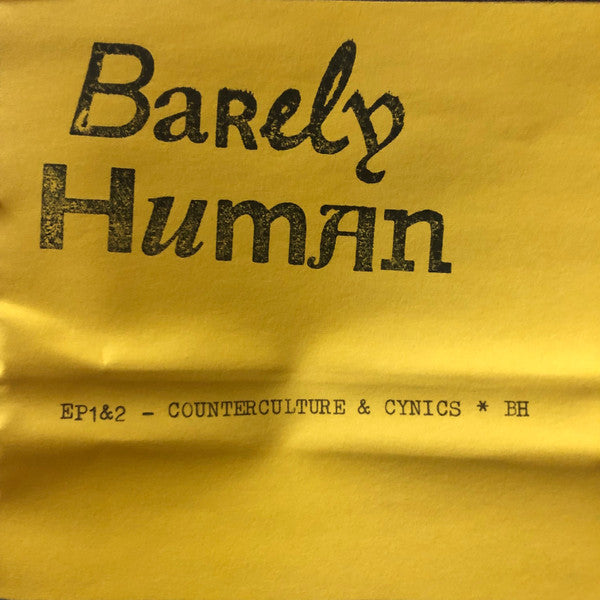 Barely
Human
EP1&2 - COUNTERCULTURE & CYNICS * BH